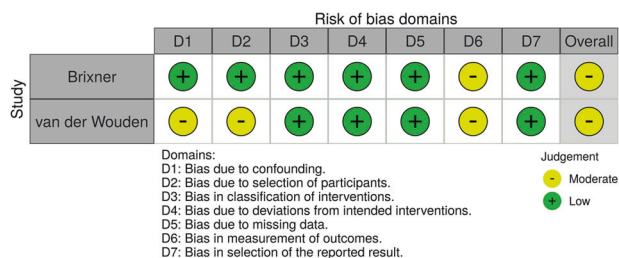 Risk of bias domains
D1 D2 D3 D4 D5 D6 D7 Overall
Study
Brixner + + + + + - + -
van der Wouden - - + + + - + -
Domains:
D1: Bias due to confounding.
D2: Bias due to selection of participants.
D3: Bias in classification of interventions.
D4: Bias due to deviations from intended interventions.
D5: Bias due to missing data.
D6: Bias in measurement of outcomes.
D7: Bias in selection of the reported result.
Judgement
- Moderate
+ Low